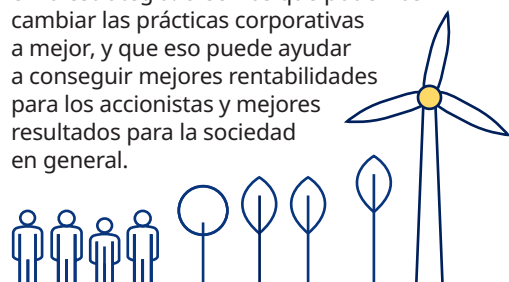 cambiar las prácticas corporativas
a mejor, y que eso puede ayudar
a conseguir mejores rentabilidades
para los accionistas y mejores
resultados para la sociedad
en general.